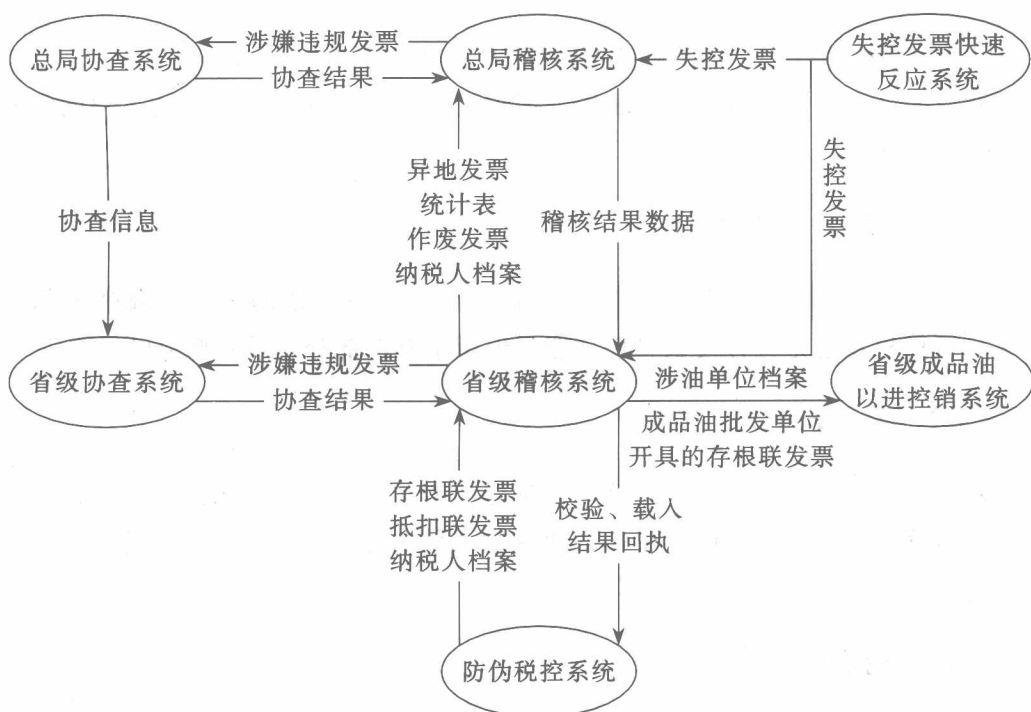 总局协查系统
涉嫌违规发票
协查结果
总局稽核系统
失控发票
失控发票快速
反应系统
协查信息
异地发票
统计表
作废发票
纳税人档案
稽核结果数据
失控发票
省级协查系统
涉嫌违规发票
协查结果
省级稽核系统
涉油单位档案
成品油批发单位
开具的存根联发票
省级成品油
以进控销系统
存根联发票
抵扣联发票
纳税人档案
校验、载人
结果回执
防伪税控系统